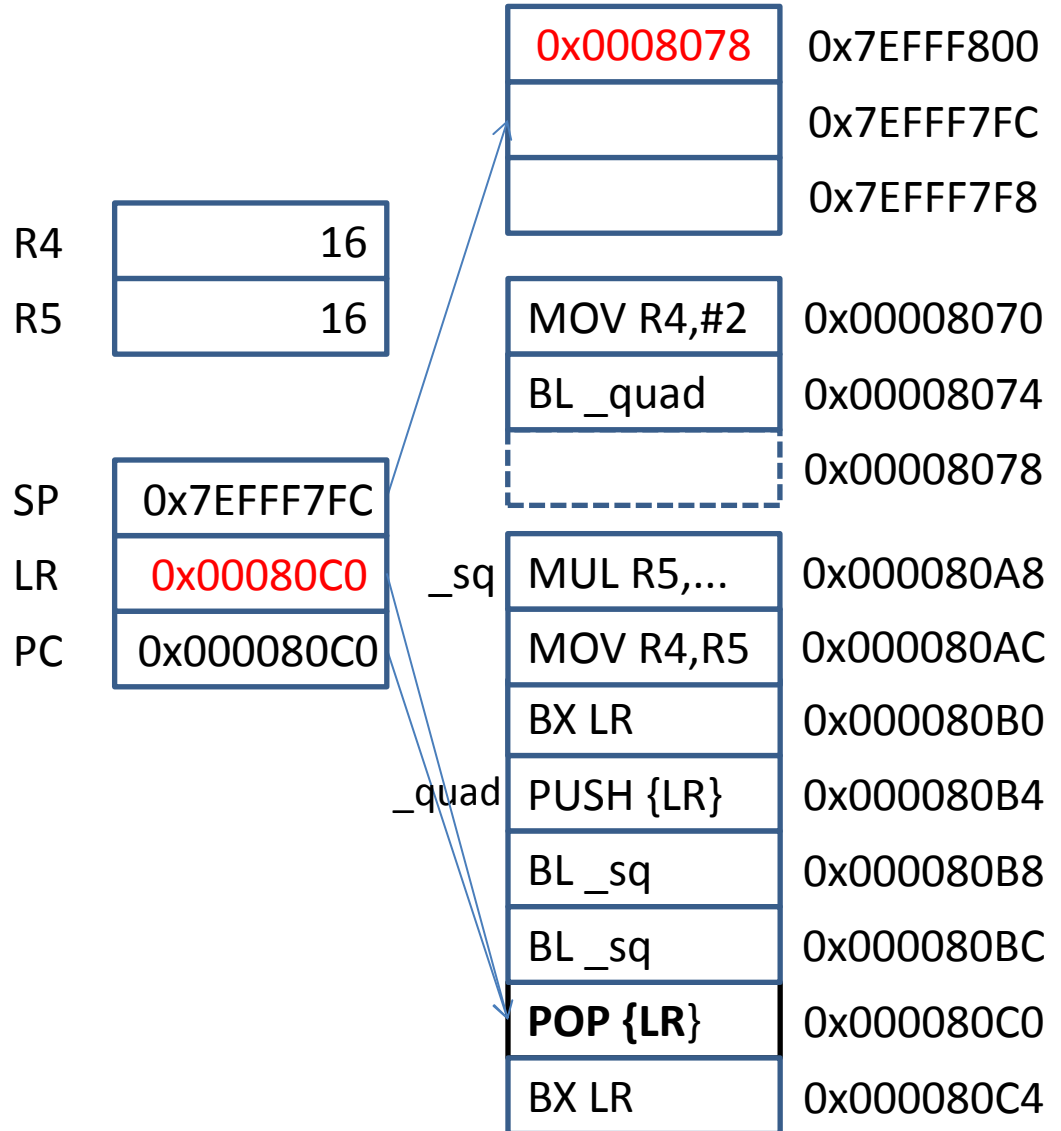 0x0008078 0x7EFFF800
0x7EFFF7FC
0x7EFFF7F8
R4 16
R5 16
MOV R4,#2 0x00008070
BL _quad 0x00008074
0x00008078
SP 0x7EFFF7FC
LR 0x00080C0
PC 0x000080C0
_sq MUL R5,... 0x000080A8
MOV R4,R5 0x000080AC
BX LR 0x000080B0
_quad PUSH {LR} 0x000080B4
BL _sq 0x000080B8
BL _sq 0x000080BC
POP {LR} 0x000080C0
BX LR 0x000080C4